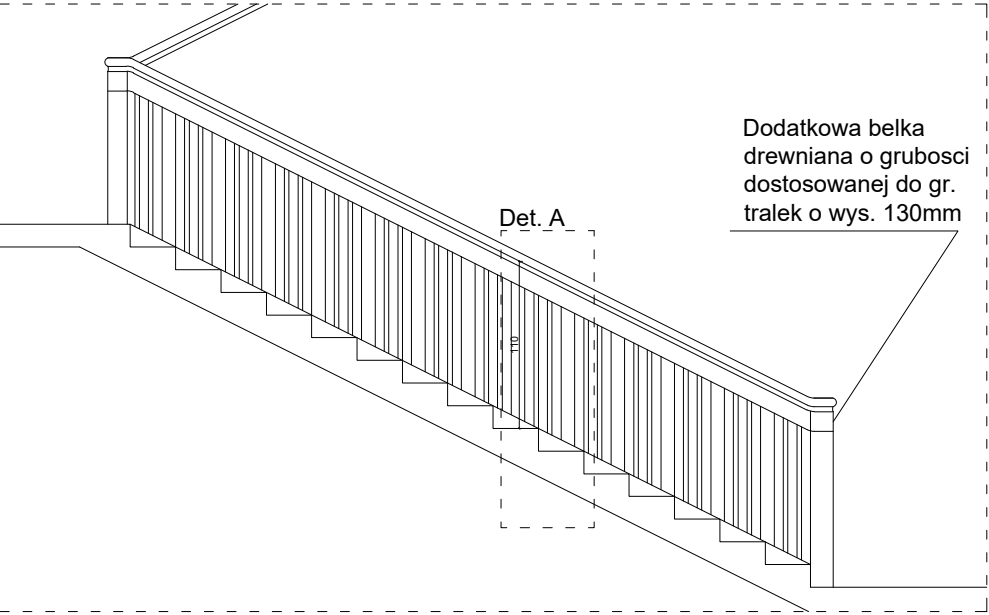 Dodatkowa belka
drewniana o grubosci
dostosowanej do gr.
tralek o wys. 130mm
Det. A
110